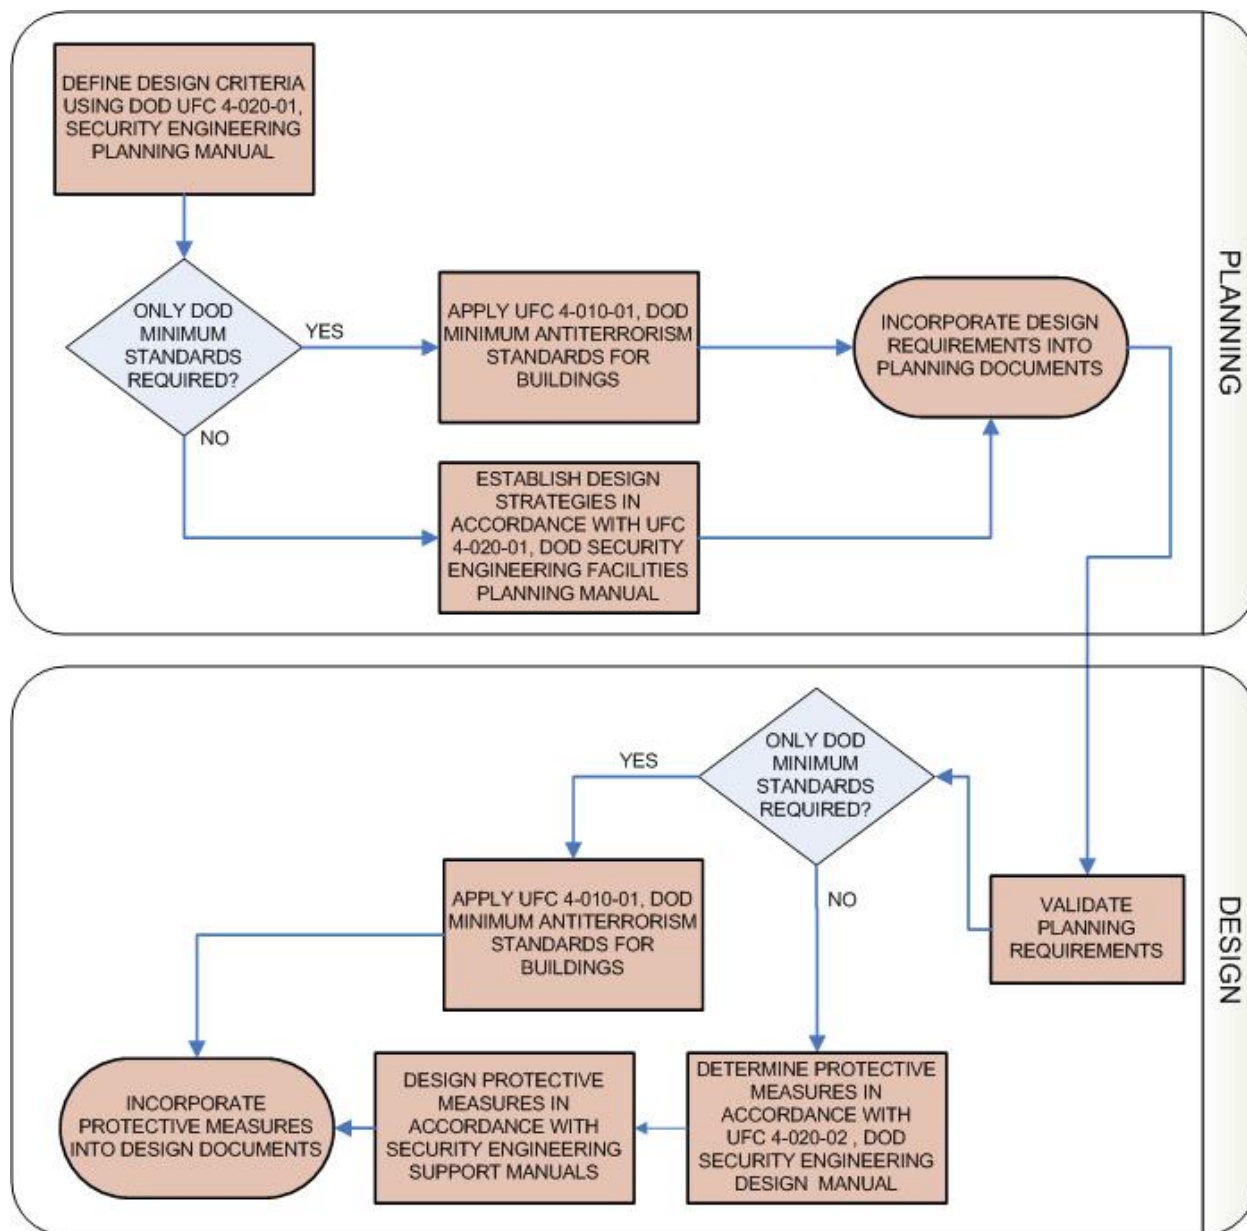 DEFINE DESIGN CRITERIA
USING DOD UFC 4-020-01,
SECURITY ENGINEERING
PLANNING MANUAL
ONLY DOD
MINIMUM
STANDARDS
REQUIRED?
YES
NO
APPLY UFC 4-010-01, DOD
MINIMUM ANTITERRORISM
STANDARDS FOR
BUILDINGS
INCORPORATE DESIGN
REQUIREMENTS INTO
PLANNING DOCUMENTS
ESTABLISH DESIGN
STRATEGIES IN
ACCORDANCE WITH UFC
4-020-01, DOD SECURITY
ENGINEERING FACILITIES
PLANNING MANUAL
PLANNING
ONLY DOD
MINIMUM
STANDARDS
REQUIRED?
YES
NO
APPLY UFC 4-010-01, DOD
MINIMUM ANTITERRORISM
STANDARDS FOR
BUILDINGS
VALIDATE
PLANNING
REQUIREMENTS
INCORPORATE
PROTECTIVE MEASURES
INTO DESIGN DOCUMENTS
DESIGN PROTECTIVE
MEASURES IN
ACCORDANCE WITH
SECURITY ENGINEERING
SUPPORT MANUALS
DETERMINE PROTECTIVE
MEASURES IN
ACCORDANCE WITH
UFC 4-020-02 , DOD
SECURITY ENGINEERING
DESIGN MANUAL
DESIGN